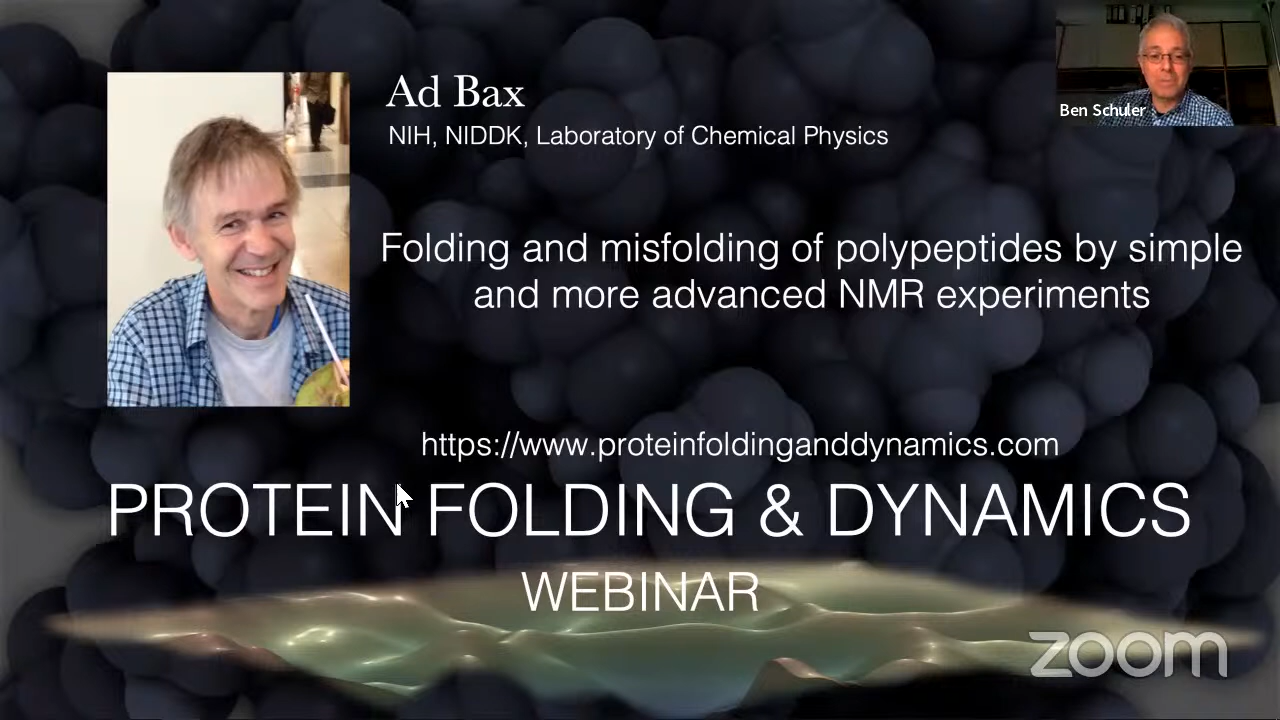 Ad Bax
NIH, NIDDK, Laboratory of Chemical Physics
Ben Schuler
Folding and misfolding of polypeptides by simple
and more advanced NMR experiments
https://www.proteinfoldinganddynamics.com
PROTEIN FOLDING & DYNAMICS
WEBINAR
zoom